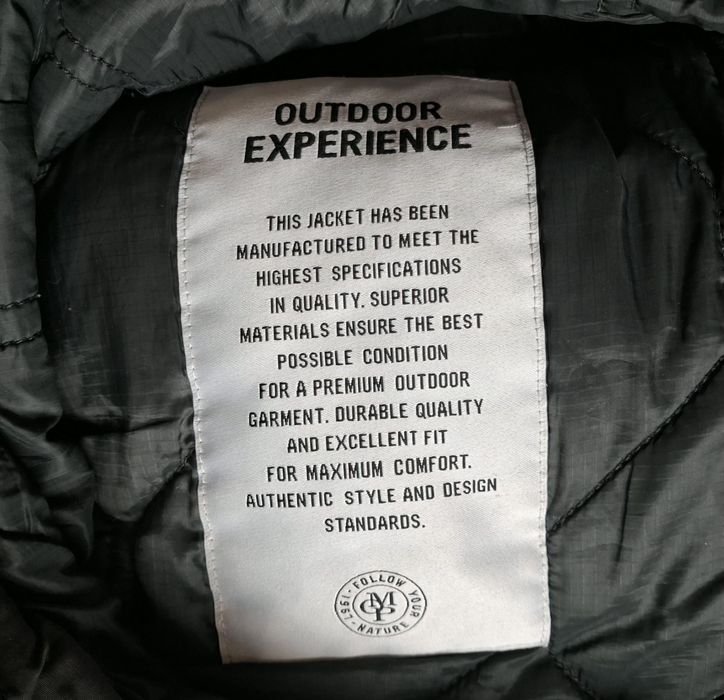 OUTDOOR
EXPERIENCE
THIS JACKET HAS BEEN
MANUFACTURED TO MEET THE
HIGHEST SPECIFICATIONS
IN QUALITY. SUPERIOR
MATERIALS ENSURE THE BEST
POSSIBLE CONDITION
FOR A PREMIUM OUTDOOR
GARMENT. DURABLE QUALITY
AND EXCELLENT FIT
FOR MAXIMUM COMFORT.
AUTHENTIC STYLE AND DESIGN
STANDARDS.
FOLLOW YOUR NATURE · 1967 ·
MOP